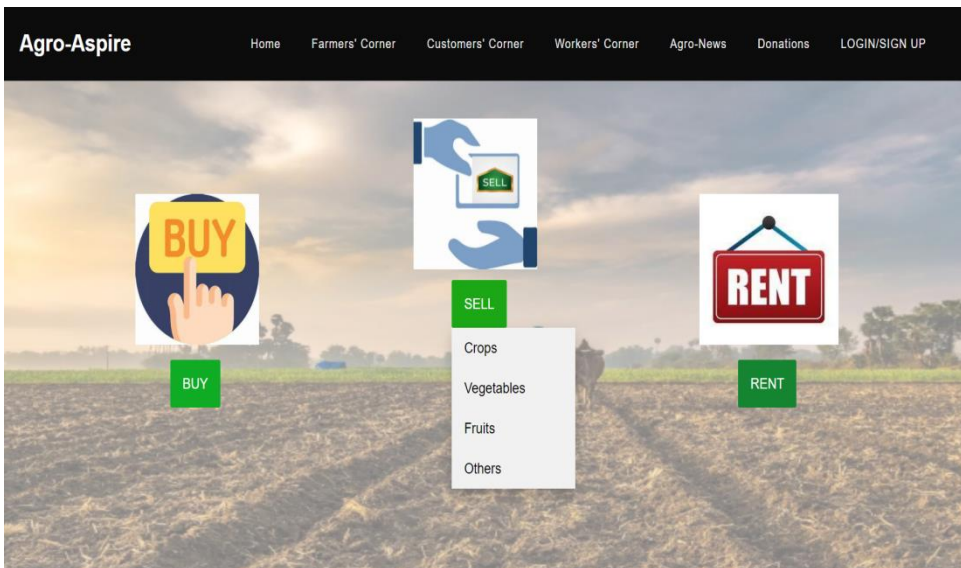 Agro-Aspire Home Farmers' Corner Customers' Corner Workers' Corner Agro-News Donations LOGIN/SIGN UP
SELL
BUY
RENT
SELL
Crops
BUY
RENT
Vegetables
Fruits
Others